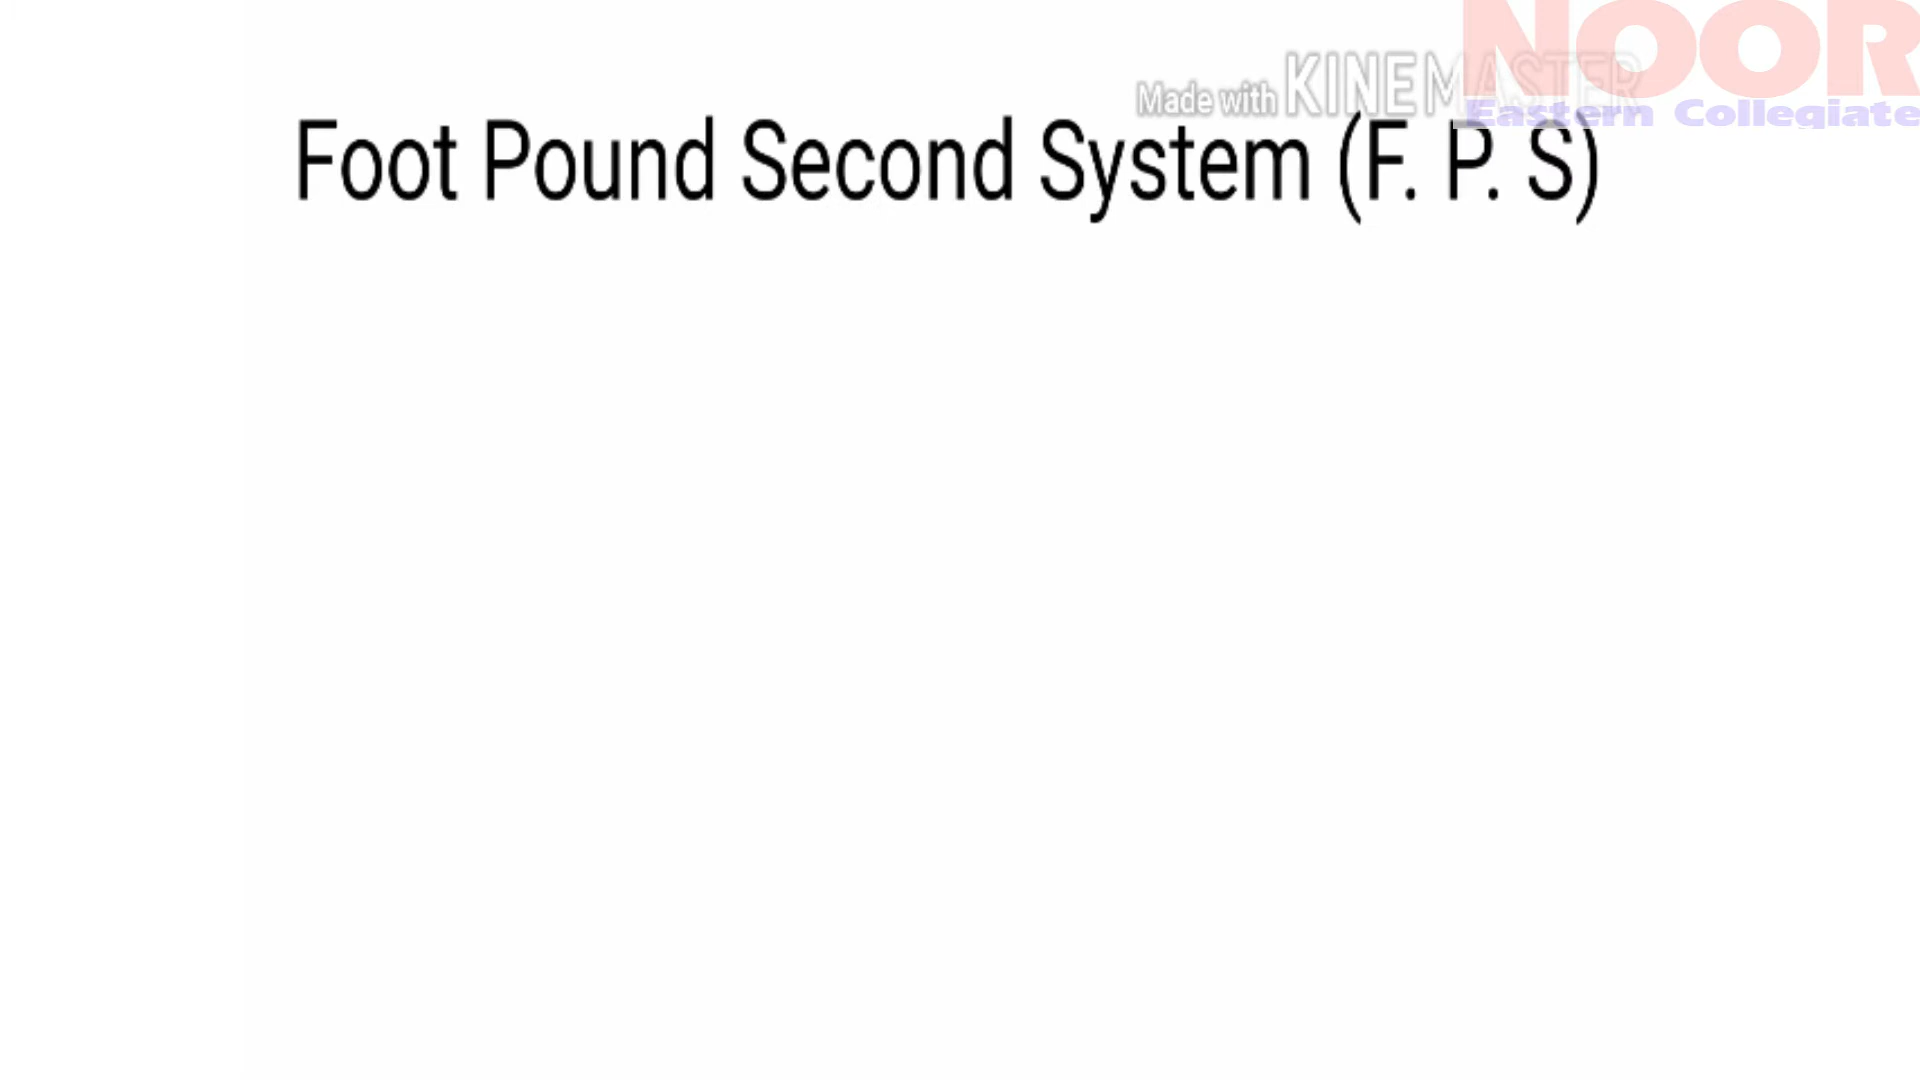 NOOR
Made with KINEMASTER
Eastern Collegiate
Foot Pound Second System (F. P. S)